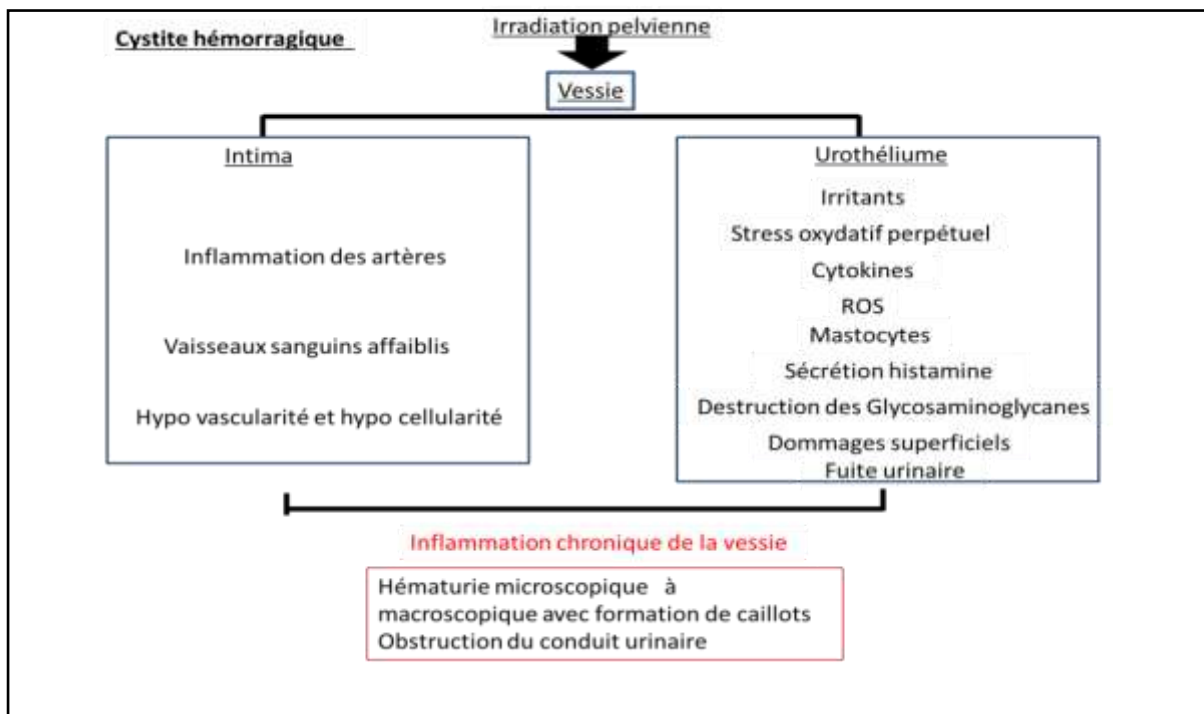 Cystite hémorragique
Irradiation pelvienne
Vessie
Intima
Inflammation des artères
Vaisseaux sanguins affaiblis
Hypo vascularité et hypo cellularité
Urothéliume
Irritants
Stress oxydatif perpétuel
Cytokines
ROS
Mastocytes
Sécrétion histamine
Destruction des Glycosaminoglycanes
Dommages superficiels
Fuite urinaire
Inflammation chronique de la vessie
Hématurie microscopique à
macroscopique avec formation de caillots
Obstruction du conduit urinaire